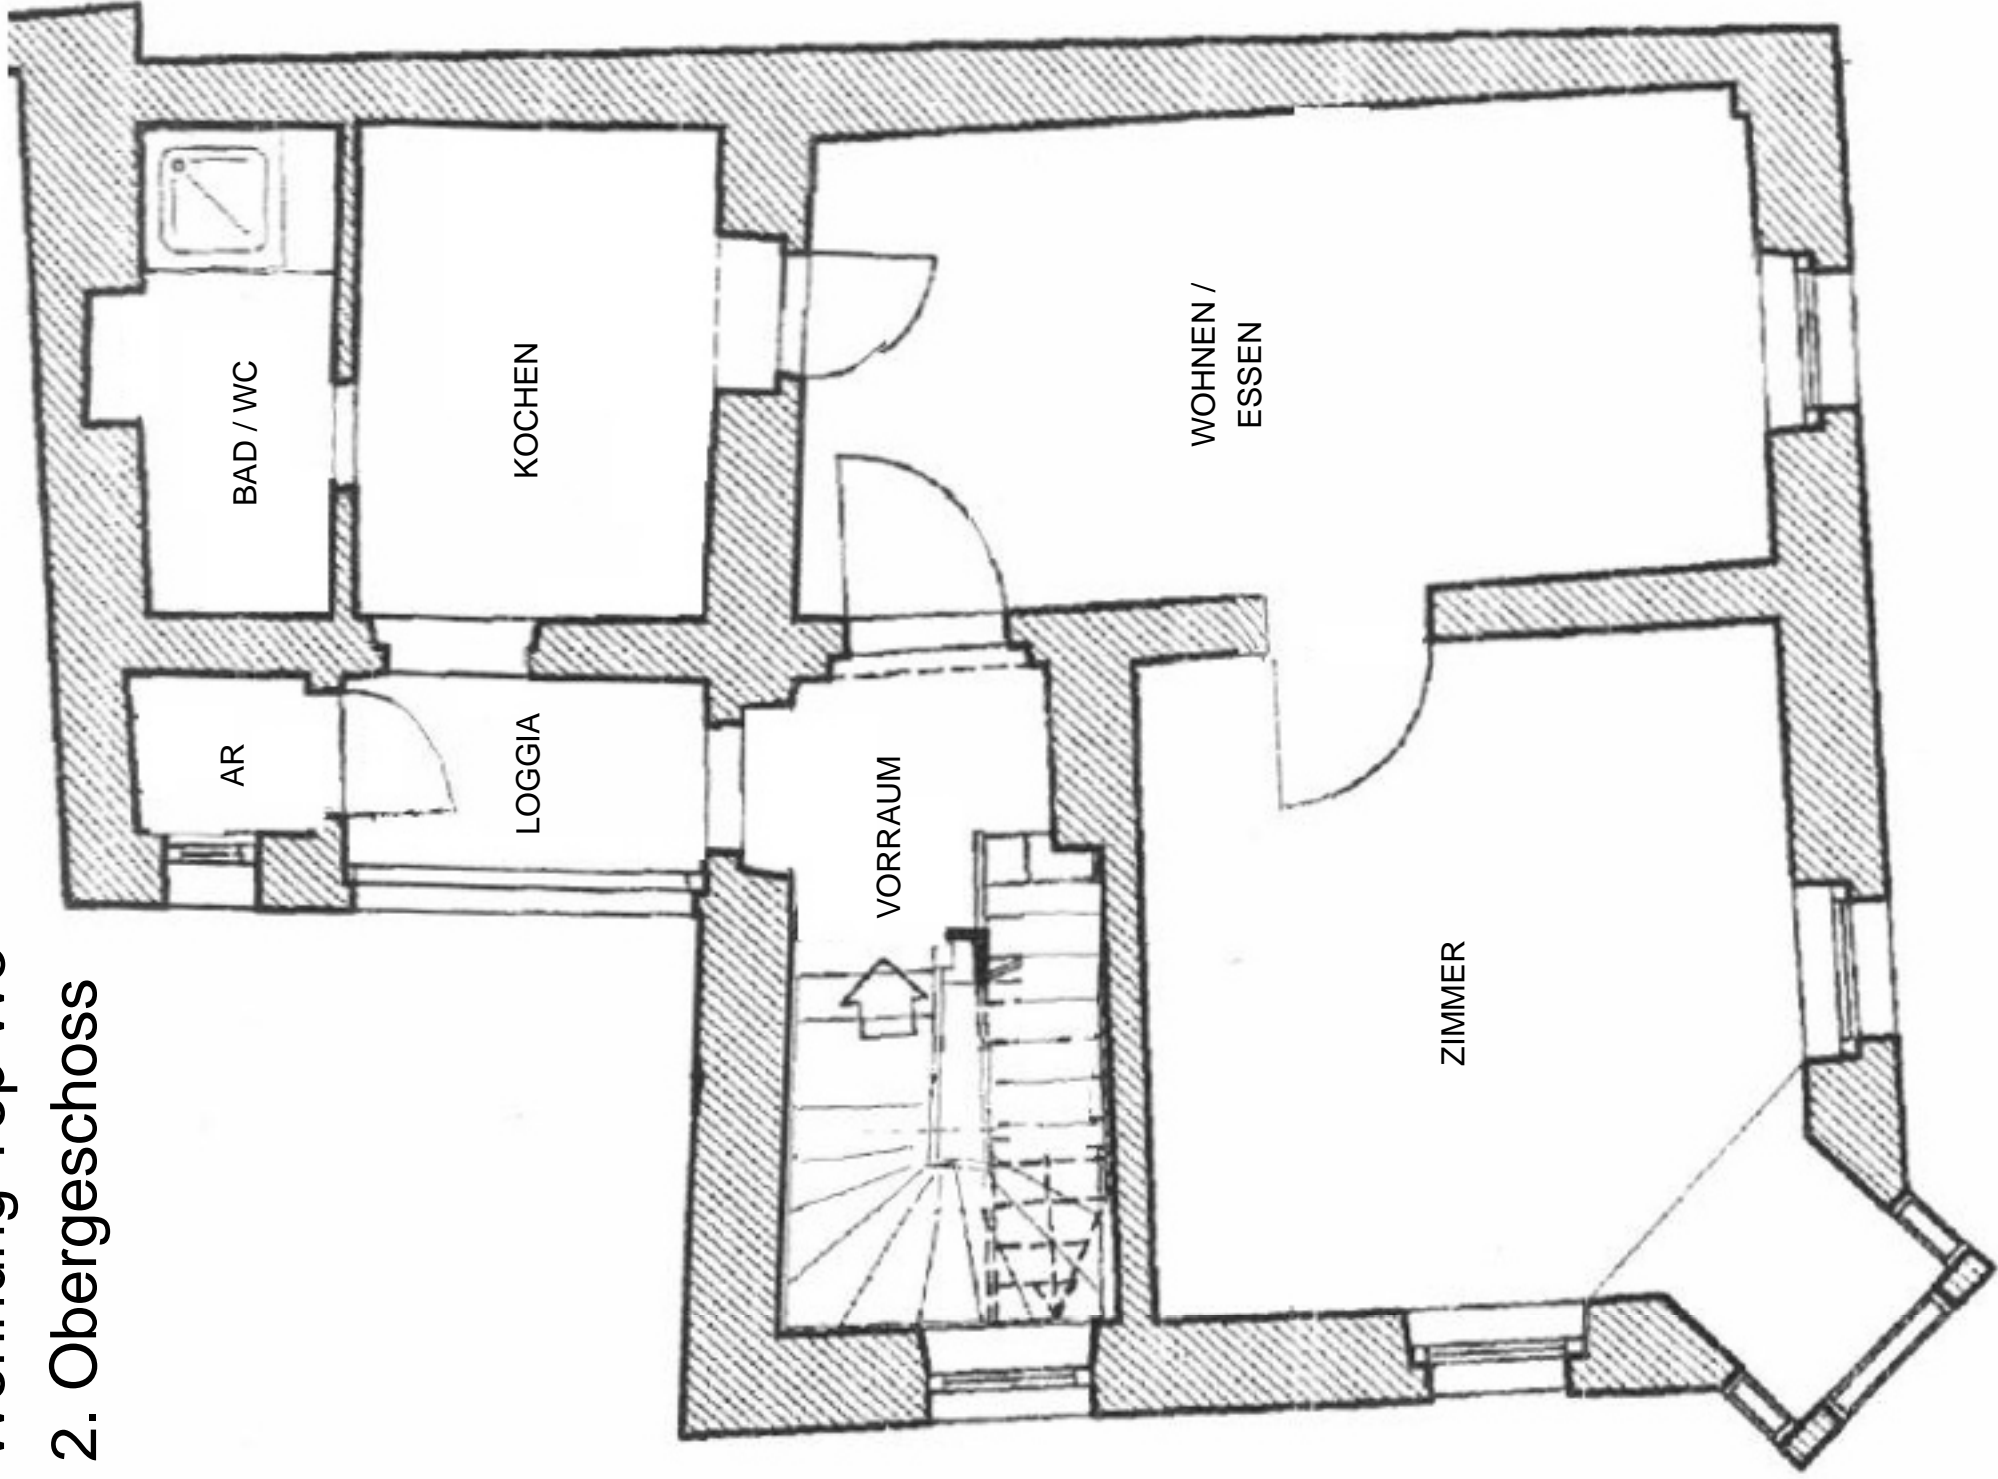 2. Obergeschoss
BAD / WC
KOCHEN
WOHNEN /
ESSEN
AR
LOGGIA
VORRAUM
ZIMMER